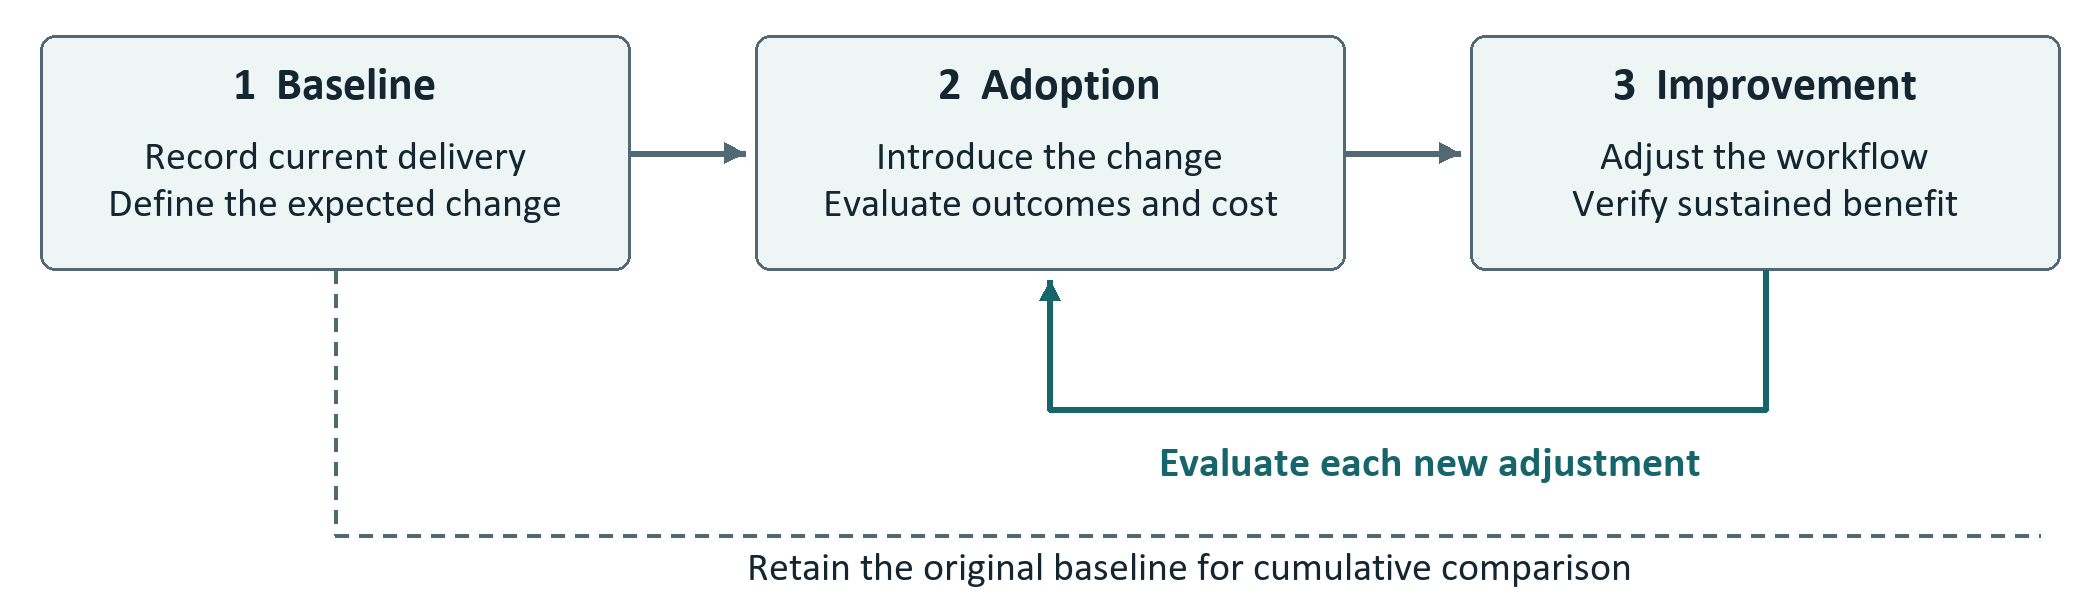 1 Baseline
Record current delivery
Define the expected change
2 Adoption
Introduce the change
Evaluate outcomes and cost
3 Improvement
Adjust the workflow
Verify sustained benefit
Evaluate each new adjustment
Retain the original baseline for cumulative comparison